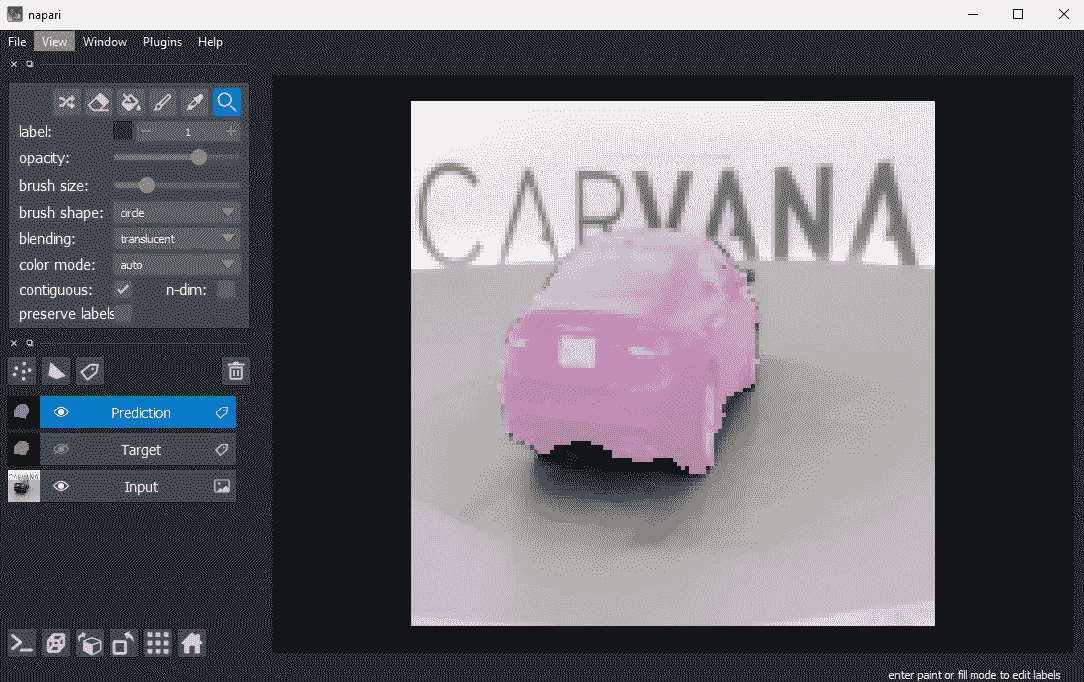 napari
File View Window Plugins Help
label: 1
opacity:
brush size:
brush shape: circle
blending: translucent
color mode: auto
contiguous: n-dim:
preserve labels
Prediction
Target
Input
CARVANA
enter paint or fill mode to edit labels